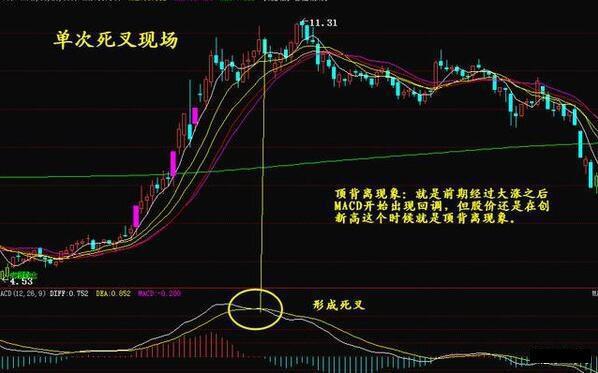 11.31
单次死叉现场
顶背离现象：就是前期经过大涨之后
MACD开始出现回调，但股价还是在创
新高这个时候就是顶背离现象。
4.53
ACD(12,26,9) DIFF:0.752 DEA:0.852 MACD:-0.200
形成死叉